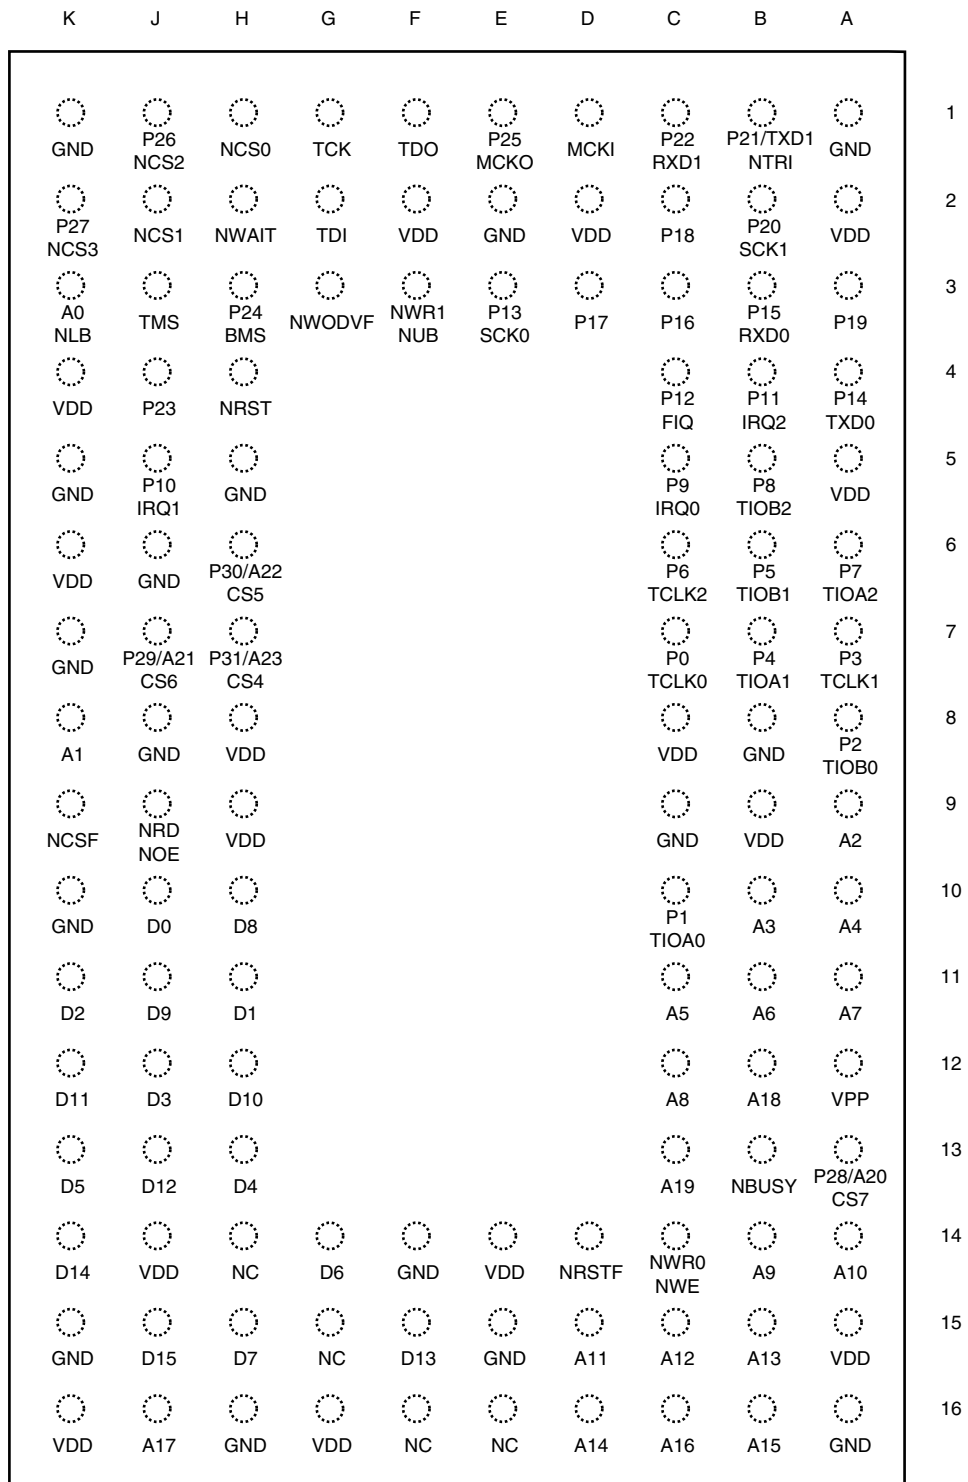 K J H G F E D C B A
1
GND P26 NCS0 TCK TDO P25 MCKI P22 P21/TXD1 GND
NCS2 MCKO RXD1 NTRI
2
P27 NCS1 NWAIT TDI VDD GND VDD P18 P20 VDD
NCS3 SCK1
3
A0 TMS P24 NWODVF NWR1 P13 P17 P16 P15 P19
NLB BMS NUB SCK0 RXD0
4
VDD P23 NRST P12 P11 P14
FIQ IRQ2 TXD0
5
GND P10 GND P9 P8 VDD
IRQ1 IRQ0 TIOB2
6
VDD GND P30/A22 P6 P5 P7
CS5 TCLK2 TIOB1 TIOA2
7
GND P29/A21 P31/A23 P0 P4 P3
CS6 CS4 TCLK0 TIOA1 TCLK1
8
A1 GND VDD VDD GND P2
TIOB0
9
NCSF NRD VDD GND VDD A2
NOE
10
GND D0 D8 P1 A3 A4
TIOA0
11
D2 D9 D1 A5 A6 A7
12
D11 D3 D10 A8 A18 VPP
13
D5 D12 D4 A19 NBUSY P28/A20
CS7
14
D14 VDD NC D6 GND VDD NRSTF NWR0 A9 A10
NWE
15
GND D15 D7 NC D13 GND A11 A12 A13 VDD
16
VDD A17 GND VDD NC NC A14 A16 A15 GND